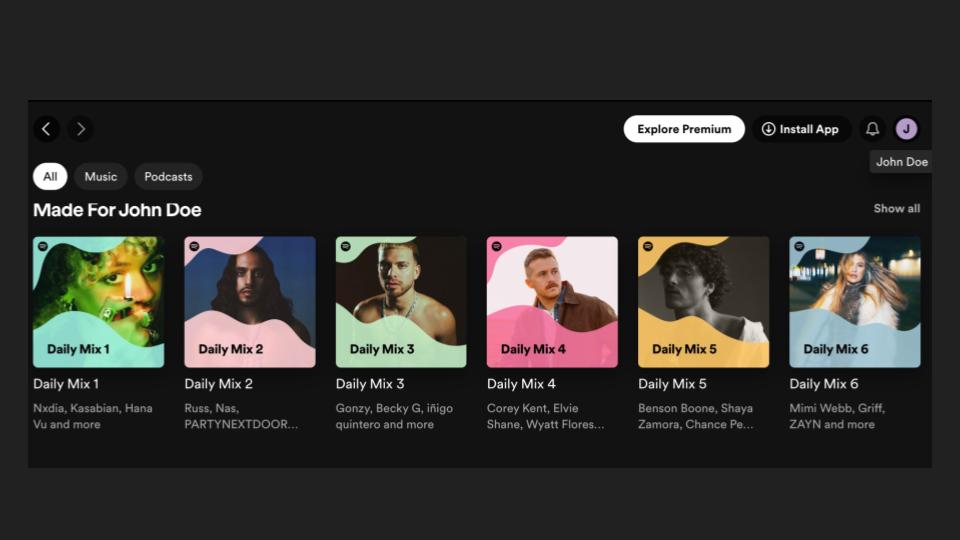 Explore Premium
Install App
J
John Doe
All
Music
Podcasts
Made For John Doe
Show all
Daily Mix 1
Daily Mix 2
Daily Mix 3
Daily Mix 4
Daily Mix 5
Daily Mix 6
Daily Mix 1
Daily Mix 2
Daily Mix 3
Daily Mix 4
Daily Mix 5
Daily Mix 6
Nxdia, Kasabian, Hana
Vu and more
Russ, Nas,
PARTYNEXTDOOR...
Gonzy, Becky G, iñigo
quintero and more
Corey Kent, Elvie
Shane, Wyatt Flores...
Benson Boone, Shaya
Zamora, Chance Pe...
Mimi Webb, Griff,
ZAYN and more